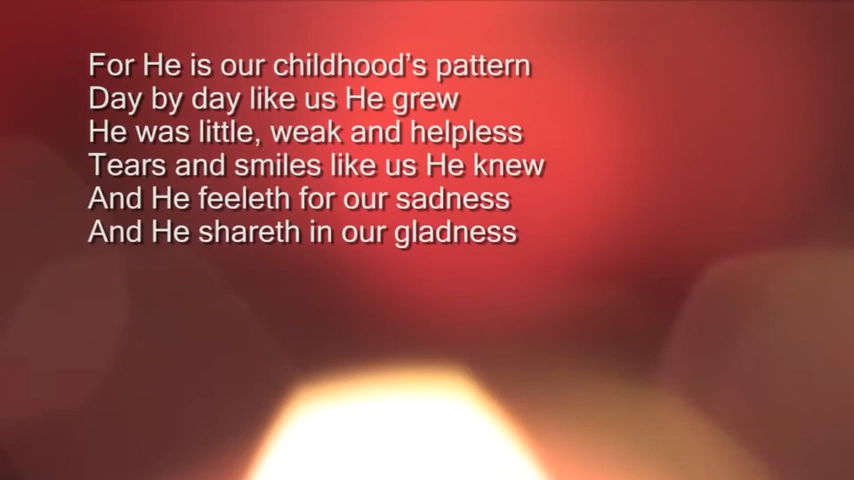 For He is our childhood’s pattern
Day by day like us He grew
He was little, weak and helpless
Tears and smiles like us He knew
And He feeleth for our sadness
And He shareth in our gladness